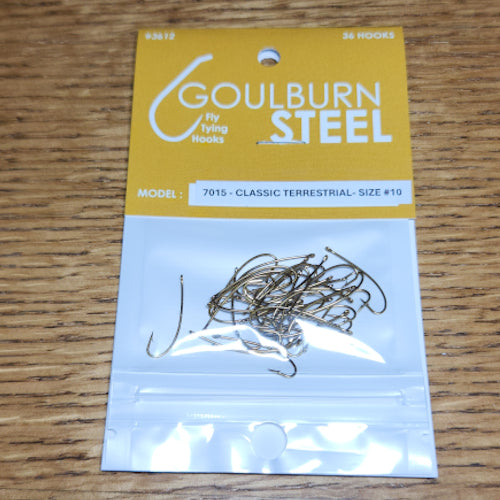 #3612 36 HOOKS
GOULBURN
Fly STEEL
Tying
Hooks
MODEL : 7015 - CLASSIC TERRESTRIAL- SIZE #10